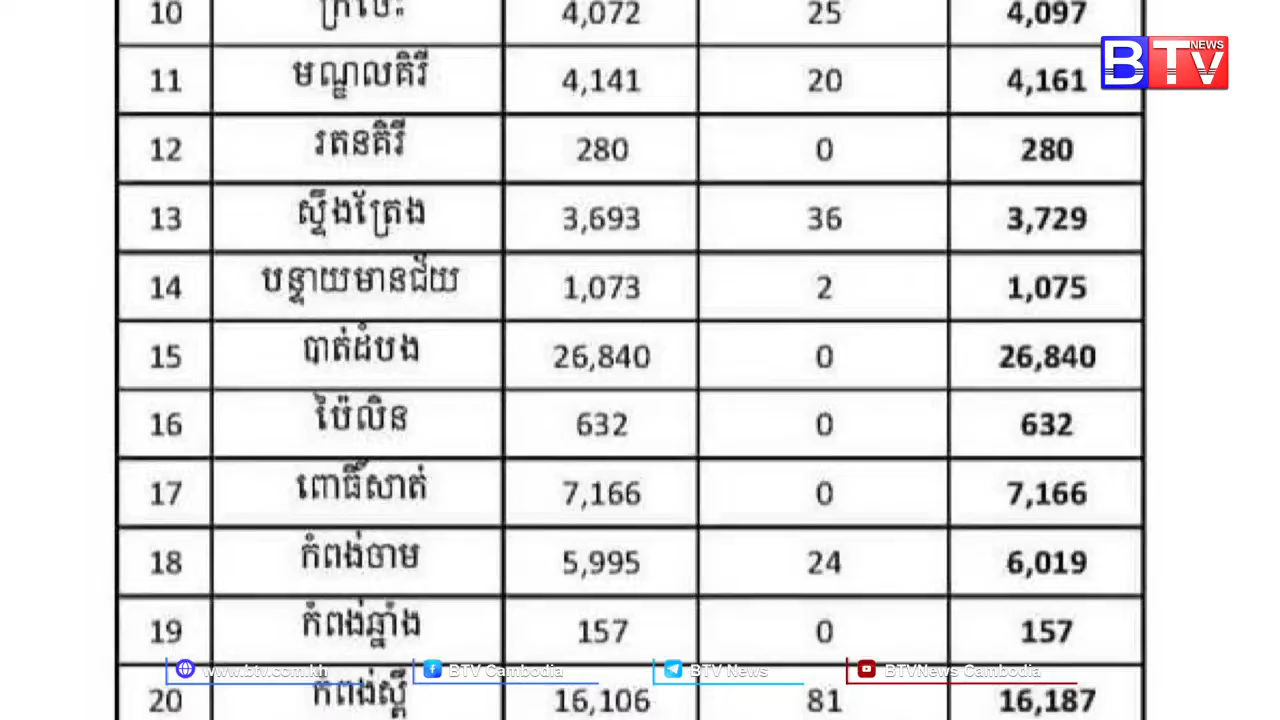 10 ក្រចេះ 4,072 25 4,097
BTV NEWS
11 មណ្ឌលគិរី 4,141 20 4,161
12 រតនគិរី 280 0 280
13 ស្ទឹងត្រែង 3,693 36 3,729
14 បន្ទាយមានជ័យ 1,073 2 1,075
15 បាត់ដំបង 26,840 0 26,840
16 ប៉ៃលិន 632 0 632
17 ពោធិ៍សាត់ 7,166 0 7,166
18 កំពង់ចាម 5,995 24 6,019
19 កំពង់ឆ្នាំង 157 0 157
20 កំពង់ស្ពឺ 16,106 81 16,187
www.btv.com.kh BTV Cambodia BTV News BTVNews Cambodia